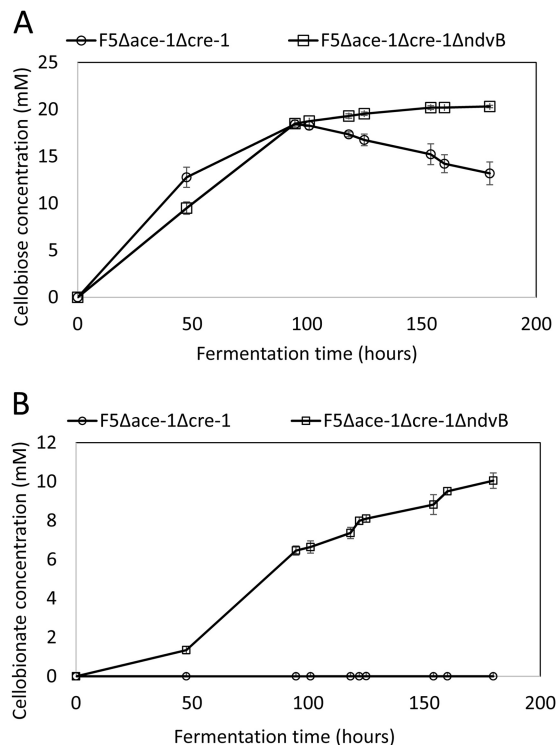 A
F5Δace-1Δcre-1 F5Δace-1Δcre-1ΔndvB
Cellobiose concentration (mM)
25
20
15
10
5
0
0 50 100 150 200
Fermentation time (hours)
B
F5Δace-1Δcre-1 F5Δace-1Δcre-1ΔndvB
Cellobionate concentration (mM)
12
10
8
6
4
2
0
0 50 100 150 200
Fermentation time (hours)